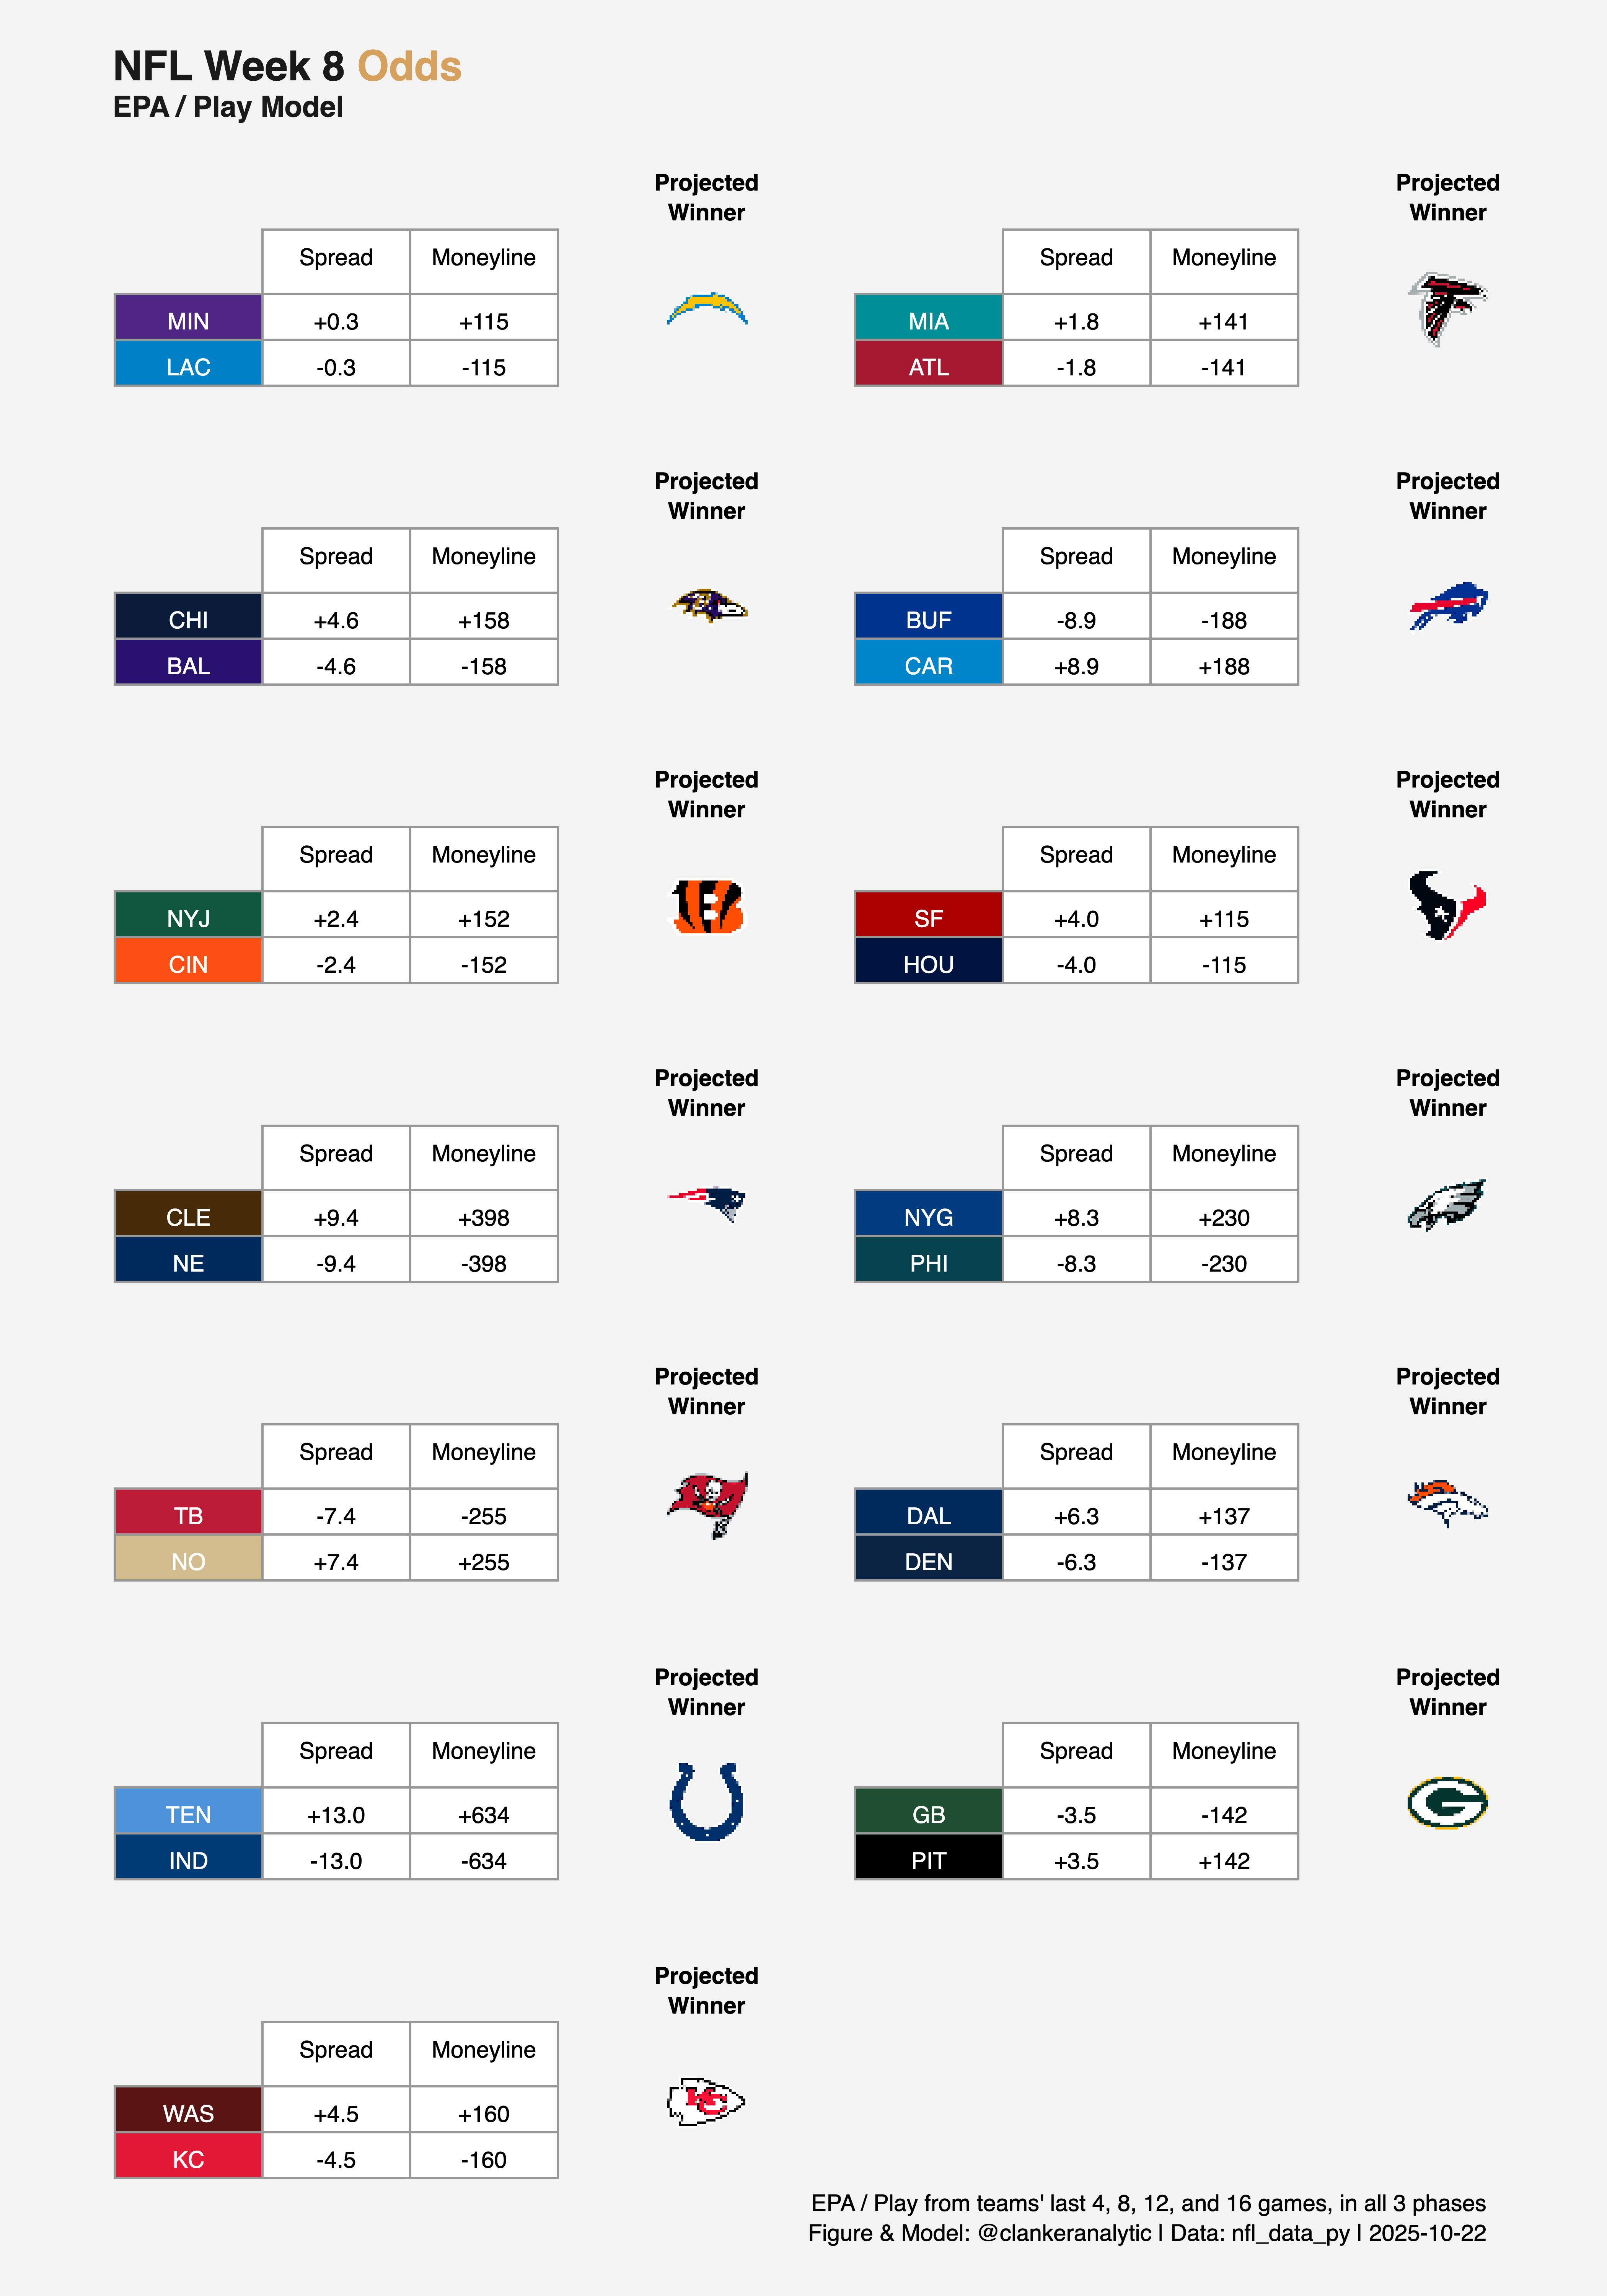 NFL Week 8 Odds
EPA / Play Model
Projected
Winner
Spread Moneyline
MIN +0.3 +115
LAC -0.3 -115
Projected
Winner
Spread Moneyline
MIA +1.8 +141
ATL -1.8 -141
Projected
Winner
Spread Moneyline
CHI +4.6 +158
BAL -4.6 -158
Projected
Winner
Spread Moneyline
BUF -8.9 -188
CAR +8.9 +188
Projected
Winner
Spread Moneyline
NYJ +2.4 +152
CIN -2.4 -152
Projected
Winner
Spread Moneyline
SF +4.0 +115
HOU -4.0 -115
Projected
Winner
Spread Moneyline
CLE +9.4 +398
NE -9.4 -398
Projected
Winner
Spread Moneyline
NYG +8.3 +230
PHI -8.3 -230
Projected
Winner
Spread Moneyline
TB -7.4 -255
NO +7.4 +255
Projected
Winner
Spread Moneyline
DAL +6.3 +137
DEN -6.3 -137
Projected
Winner
Spread Moneyline
TEN +13.0 +634
IND -13.0 -634
Projected
Winner
Spread Moneyline
GB -3.5 -142
PIT +3.5 +142
Projected
Winner
Spread Moneyline
WAS +4.5 +160
KC -4.5 -160
EPA / Play from teams' last 4, 8, 12, and 16 games, in all 3 phases
Figure & Model: @clankeranalytic | Data: nfl_data_py | 2025-10-22